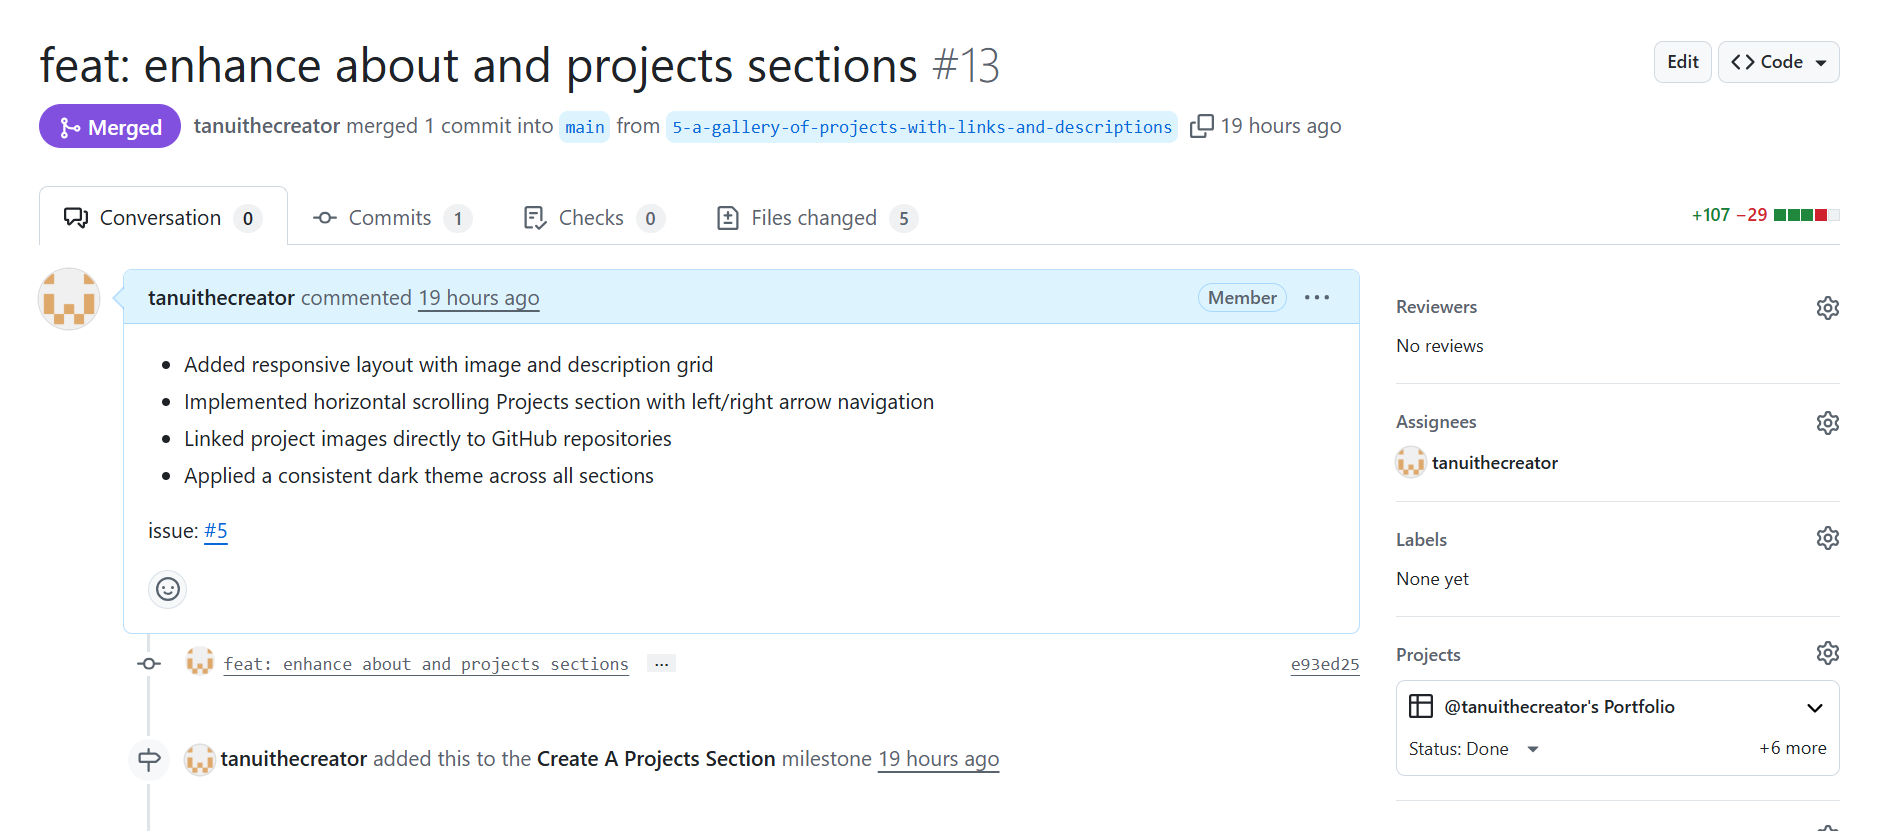 feat: enhance about and projects sections #13
Edit
Code
Merged
tanuithecreator merged 1 commit into main from 5-a-gallery-of-projects-with-links-and-descriptions 19 hours ago
Conversation 0
Commits 1
Checks 0
Files changed 5
+107 −29
tanuithecreator commented 19 hours ago
Member
• Added responsive layout with image and description grid
• Implemented horizontal scrolling Projects section with left/right arrow navigation
• Linked project images directly to GitHub repositories
• Applied a consistent dark theme across all sections
issue: #5
feat: enhance about and projects sections ...
e93ed25
tanuithecreator added this to the Create A Projects Section milestone 19 hours ago
Reviewers
No reviews
Assignees
tanuithecreator
Labels
None yet
Projects
@tanuithecreator's Portfolio
Status: Done
+6 more